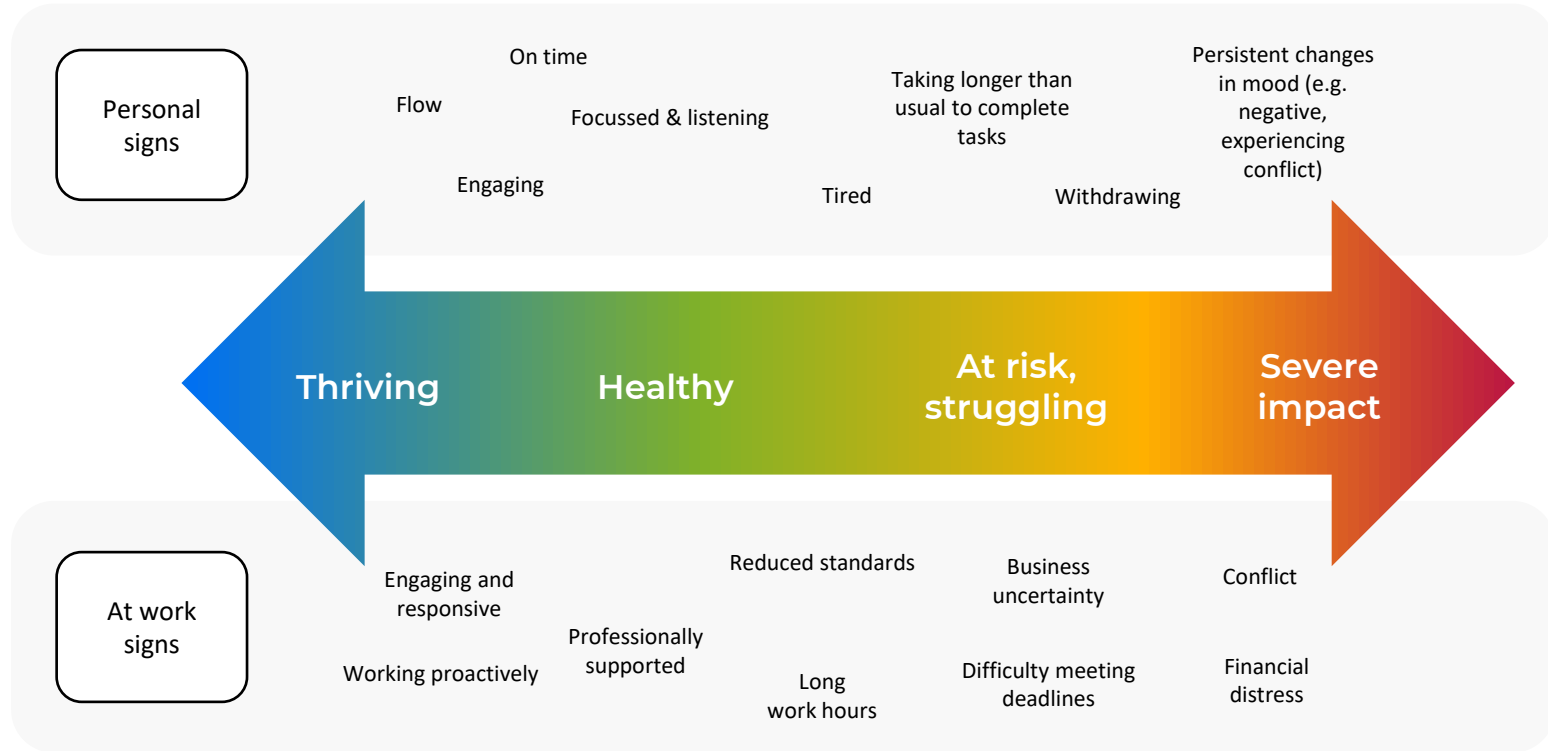 Personal
signs
On time
Flow
Focussed & listening
Engaging
Taking longer than
usual to complete
tasks
Tired
Withdrawing
Persistent changes
in mood (e.g.
negative,
experiencing
conflict)
Thriving
Healthy
At risk,
struggling
Severe
impact
At work
signs
Engaging and
responsive
Working proactively
Professionally
supported
Reduced standards
Long
work hours
Business
uncertainty
Difficulty meeting
deadlines
Conflict
Financial
distress